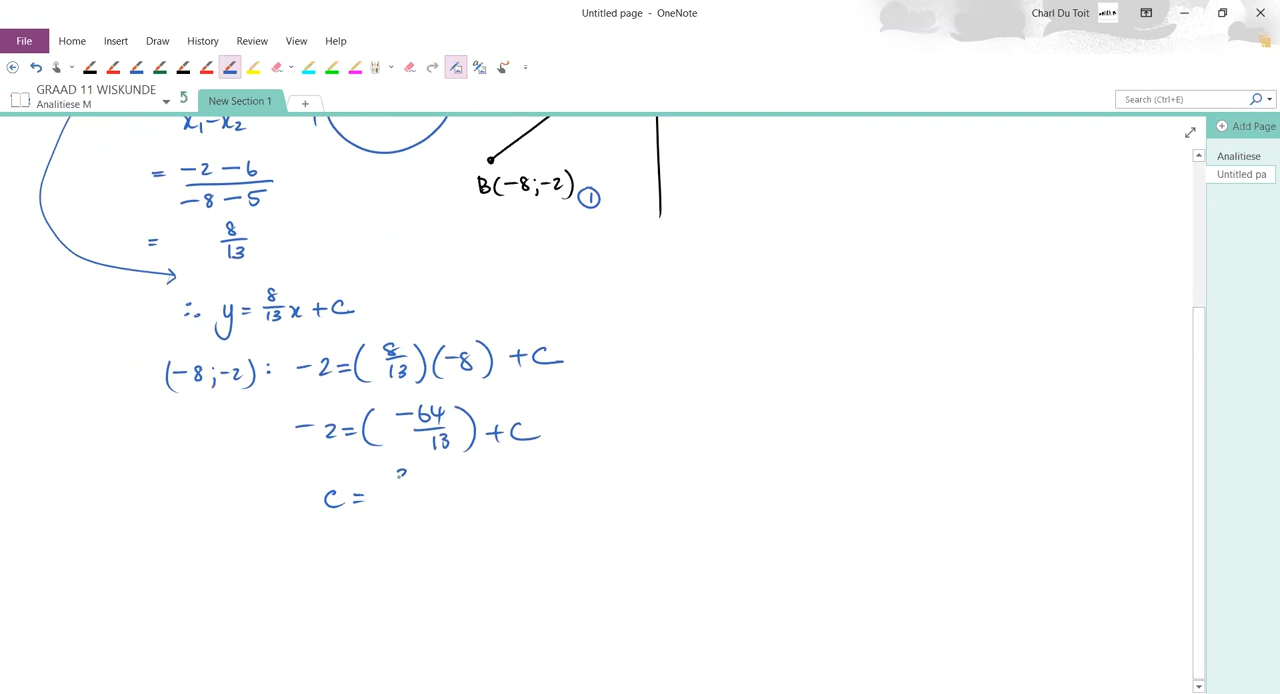 Untitled page - OneNote
Charl Du Toit
File Home Insert Draw History Review View Help
GRAAD 11 WISKUNDE
Analitiese M
5
New Section 1
+
Search (Ctrl+E)
Add Page
Analitiese
Untitled pa
x₁-x₂
= -2-6
-8-5
B(-8;-2) ①
= 8
13
∴ y = 8/13 x + C
(-8;-2): -2=(8/13)(-8) + C
-2=(-64/13) + C
C =